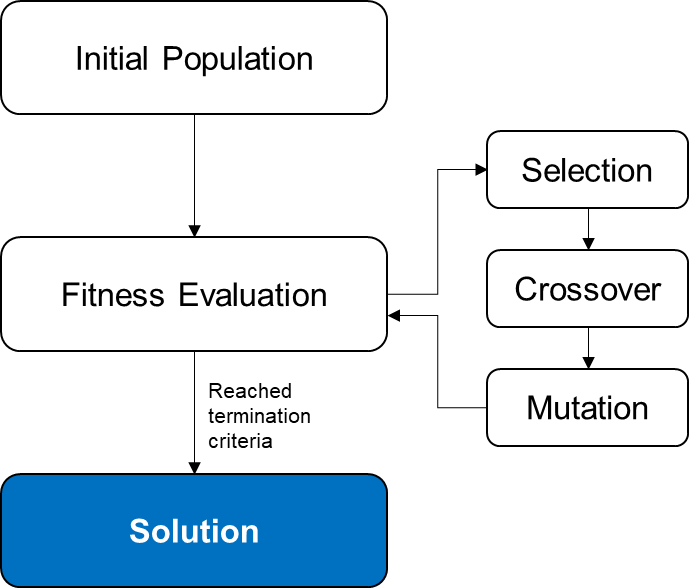 Initial Population
Selection
Fitness Evaluation
Crossover
Mutation
Reached
termination
criteria
Solution